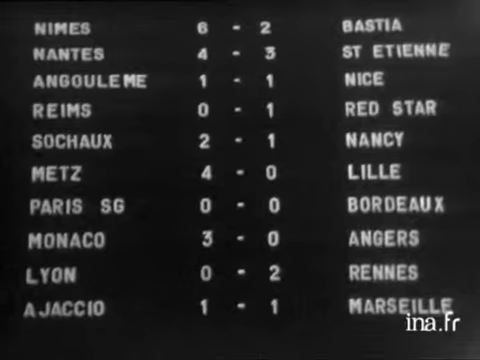 NIMES 6 - 2 BASTIA
NANTES 4 - 3 ST ETIENNE
ANGOULEME 1 - 1 NICE
REIMS 0 - 1 RED STAR
SOCHAUX 2 - 1 NANCY
METZ 4 - 0 LILLE
PARIS SG 0 - 0 BORDEAUX
MONACO 3 - 0 ANGERS
LYON 0 - 2 RENNES
AJACCIO 1 - 1 MARSEILLE
ina.fr